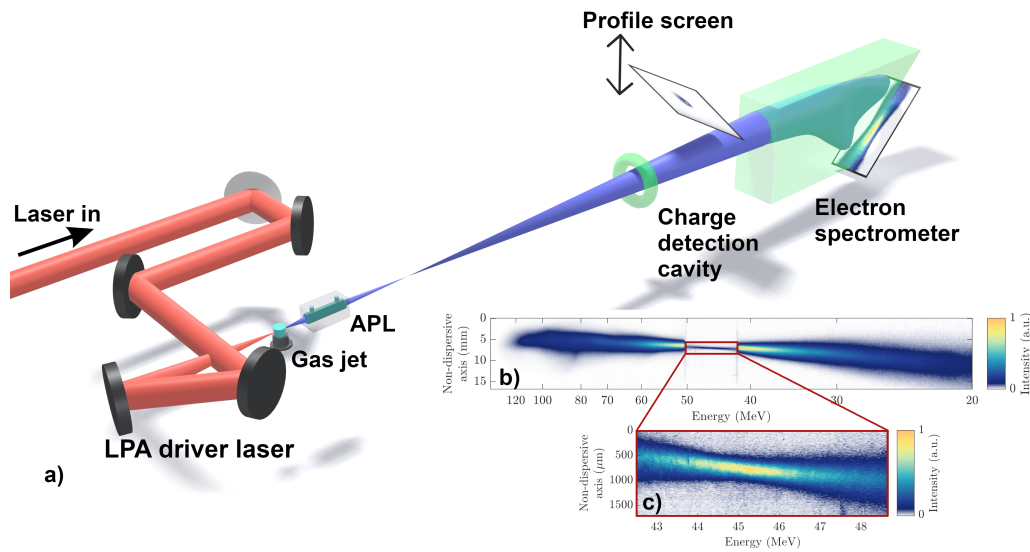 Profile screen
Laser in
Charge
detection
cavity
Electron
spectrometer
APL
Gas jet
LPA driver laser
a)
Non-dispersive
axis (mm)
0
5
10
15
b)
120 100 80 70 60 50 40 30 20
Energy (MeV)
1
0
Intensity (a.u.)
Non-dispersive
axis (μm)
0
500
1000
1500
c)
43 44 45 46 47 48
Energy (MeV)
1
0
Intensity (a.u.)